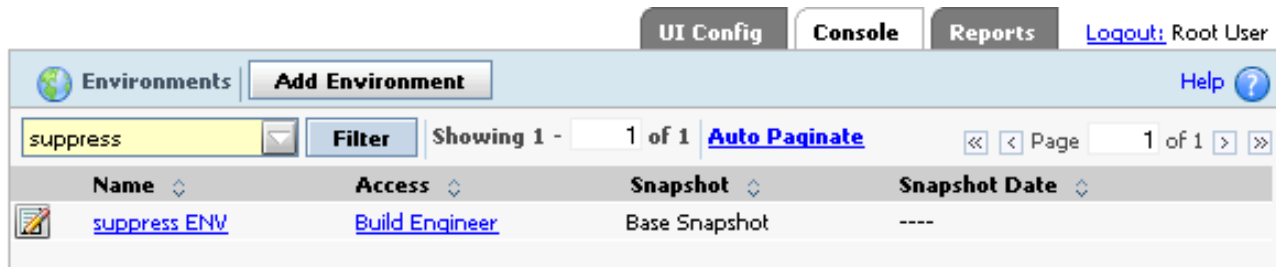 UI Config Console Reports Logout: Root User
Environments Add Environment Help ?
suppress Filter Showing 1 - 1 of 1 Auto Paginate << < Page 1 of 1 > >>
Name Access Snapshot Snapshot Date
suppress ENV Build Engineer Base Snapshot ----